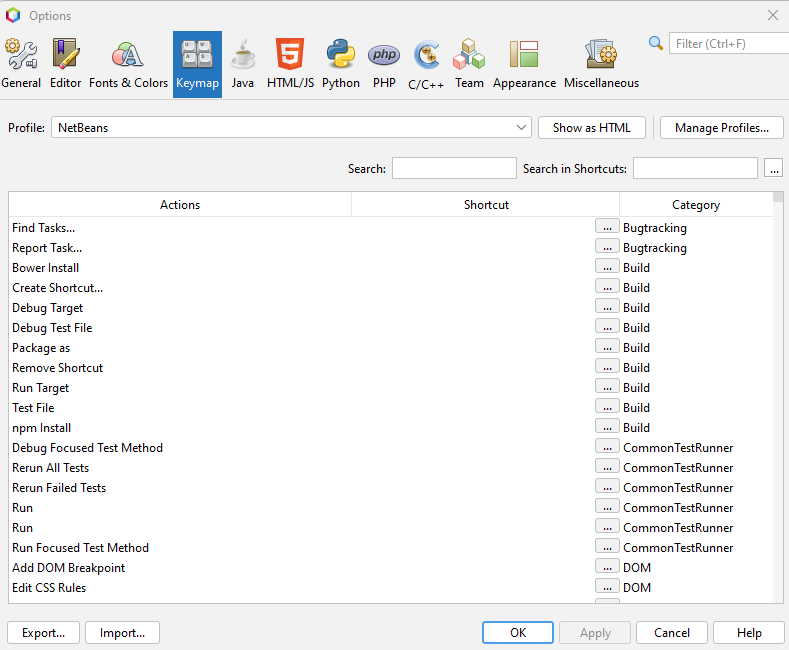 Options
General Editor Fonts & Colors Keymap Java HTML/JS Python PHP C/C++ Team Appearance Miscellaneous Filter (Ctrl+F)
Profile: NetBeans Show as HTML Manage Profiles...
Search: Search in Shortcuts: ...
Actions Shortcut Category
Find Tasks... ... Bugtracking
Report Task... ... Bugtracking
Bower Install ... Build
Create Shortcut... ... Build
Debug Target ... Build
Debug Test File ... Build
Package as ... Build
Remove Shortcut ... Build
Run Target ... Build
Test File ... Build
npm Install ... Build
Debug Focused Test Method ... CommonTestRunner
Rerun All Tests ... CommonTestRunner
Rerun Failed Tests ... CommonTestRunner
Run ... CommonTestRunner
Run ... CommonTestRunner
Run Focused Test Method ... CommonTestRunner
Add DOM Breakpoint ... DOM
Edit CSS Rules ... DOM
Export... Import... OK Apply Cancel Help